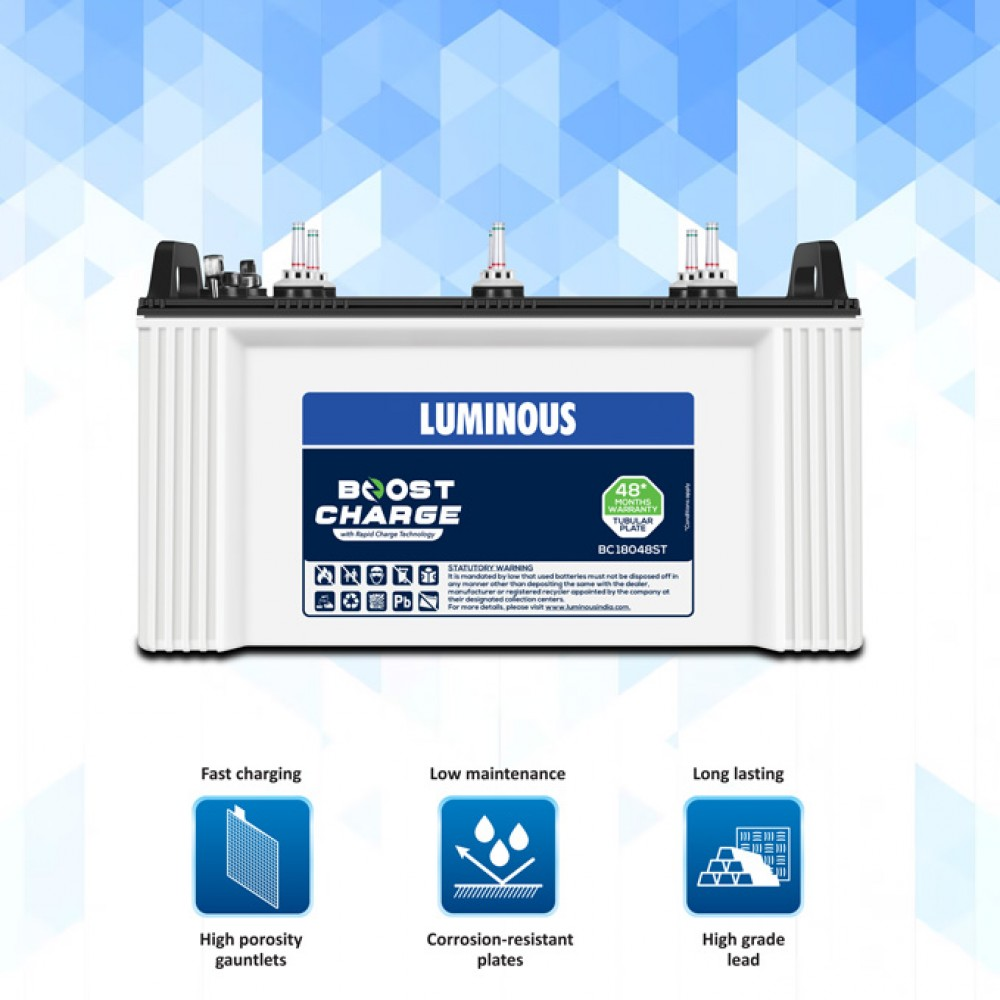 LUMINOUS
BOOST
CHARGE
with Rapid Charge Technology
48*
MONTHS
WARRANTY
TUBULAR
PLATE
*Conditions apply
BC18048ST
STATUTORY WARNING
It is mandated by law that used batteries must not be disposed off in
any manner other than depositing the same with the dealer,
manufacturer or registered recycler appointed by the company at
their designated collection centers.
For more details, please visit www.luminousindia.com.
Pb
Fast charging
Low maintenance
Long lasting
High porosity
gauntlets
Corrosion-resistant
plates
High grade
lead